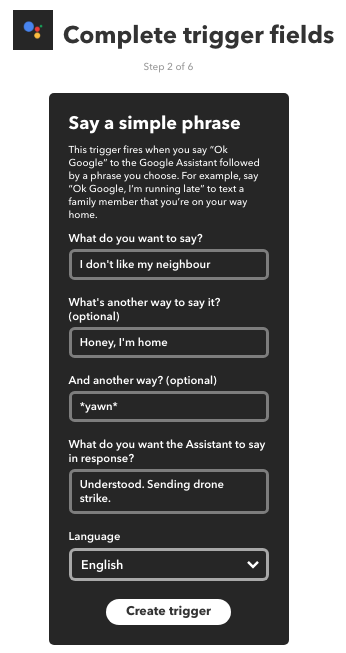 Complete trigger fields
Step 2 of 6
Say a simple phrase
This trigger fires when you say “Ok
Google” to the Google Assistant followed
by a phrase you choose. For example, say
“Ok Google, I’m running late” to text a
family member that you’re on your way
home.
What do you want to say?
I don't like my neighbour
What's another way to say it?
(optional)
Honey, I'm home
And another way? (optional)
*yawn*
What do you want the Assistant to say
in response?
Understood. Sending drone
strike.
Language
English
Create trigger